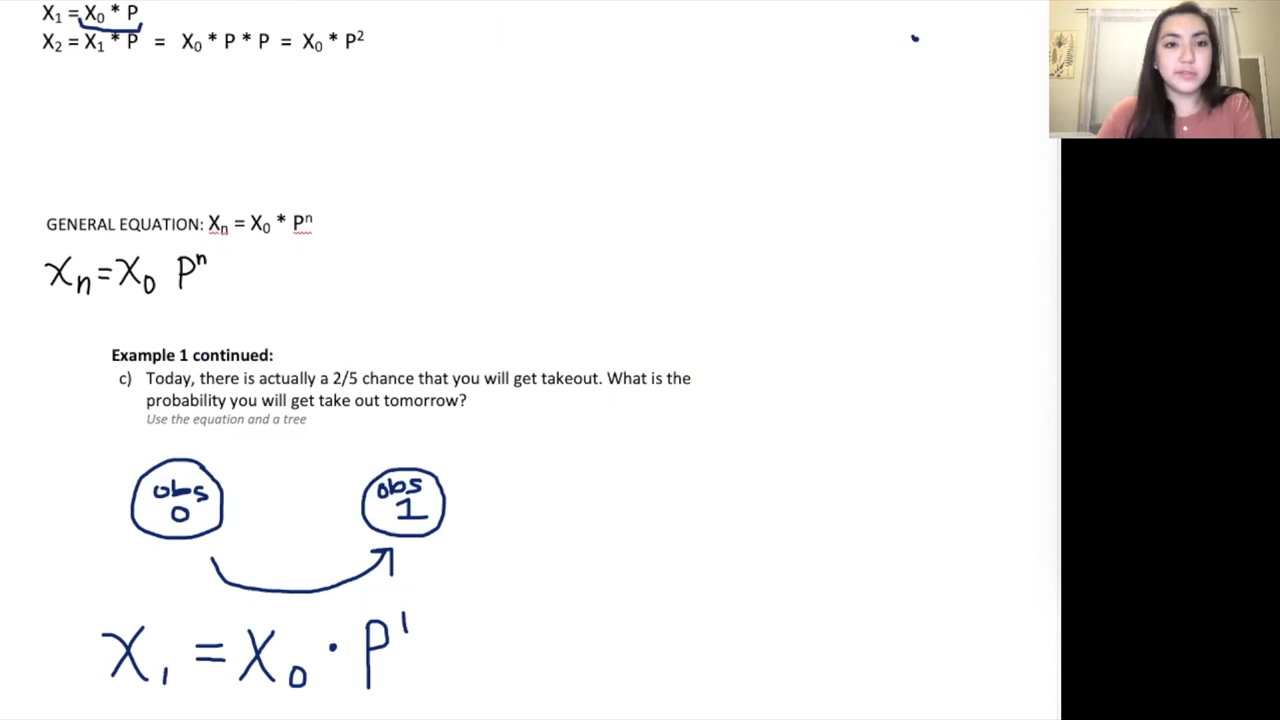 X₁ = X₀ * P
X₂ = X₁ * P = X₀ * P * P = X₀ * P²
GENERAL EQUATION: Xₙ = X₀ * Pⁿ
Xₙ = X₀ Pⁿ
Example 1 continued:
c) Today, there is actually a 2/5 chance that you will get takeout. What is the
probability you will get take out tomorrow?
Use the equation and a tree
obs
0
obs
1
X₁ = X₀ · P¹